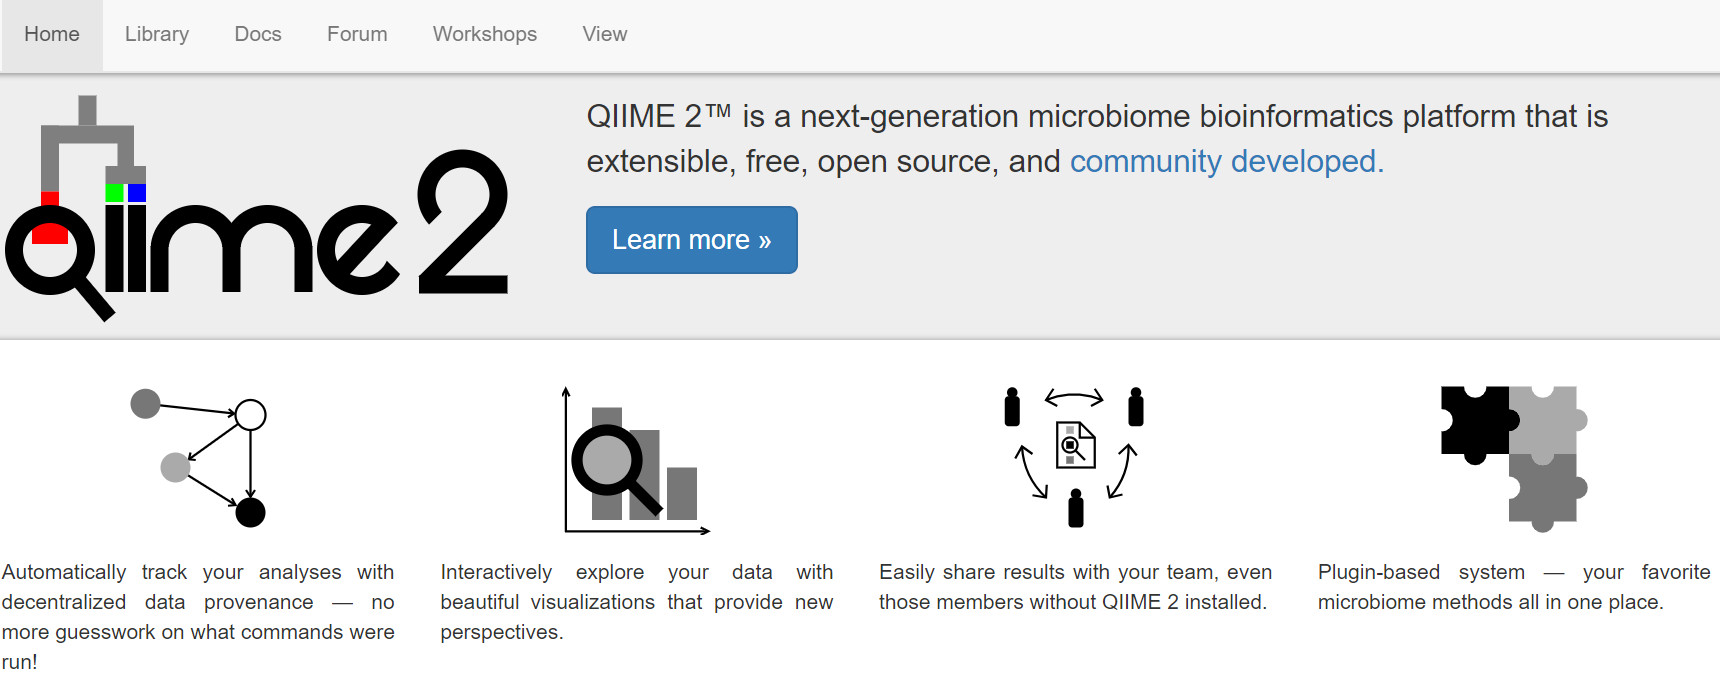 Home Library Docs Forum Workshops View
qiime2
QIIME 2™ is a next-generation microbiome bioinformatics platform that is
extensible, free, open source, and community developed.
Learn more »
Automatically track your analyses with
decentralized data provenance — no
more guesswork on what commands were
run!
Interactively explore your data with
beautiful visualizations that provide new
perspectives.
Easily share results with your team, even
those members without QIIME 2 installed.
Plugin-based system — your favorite
microbiome methods all in one place.